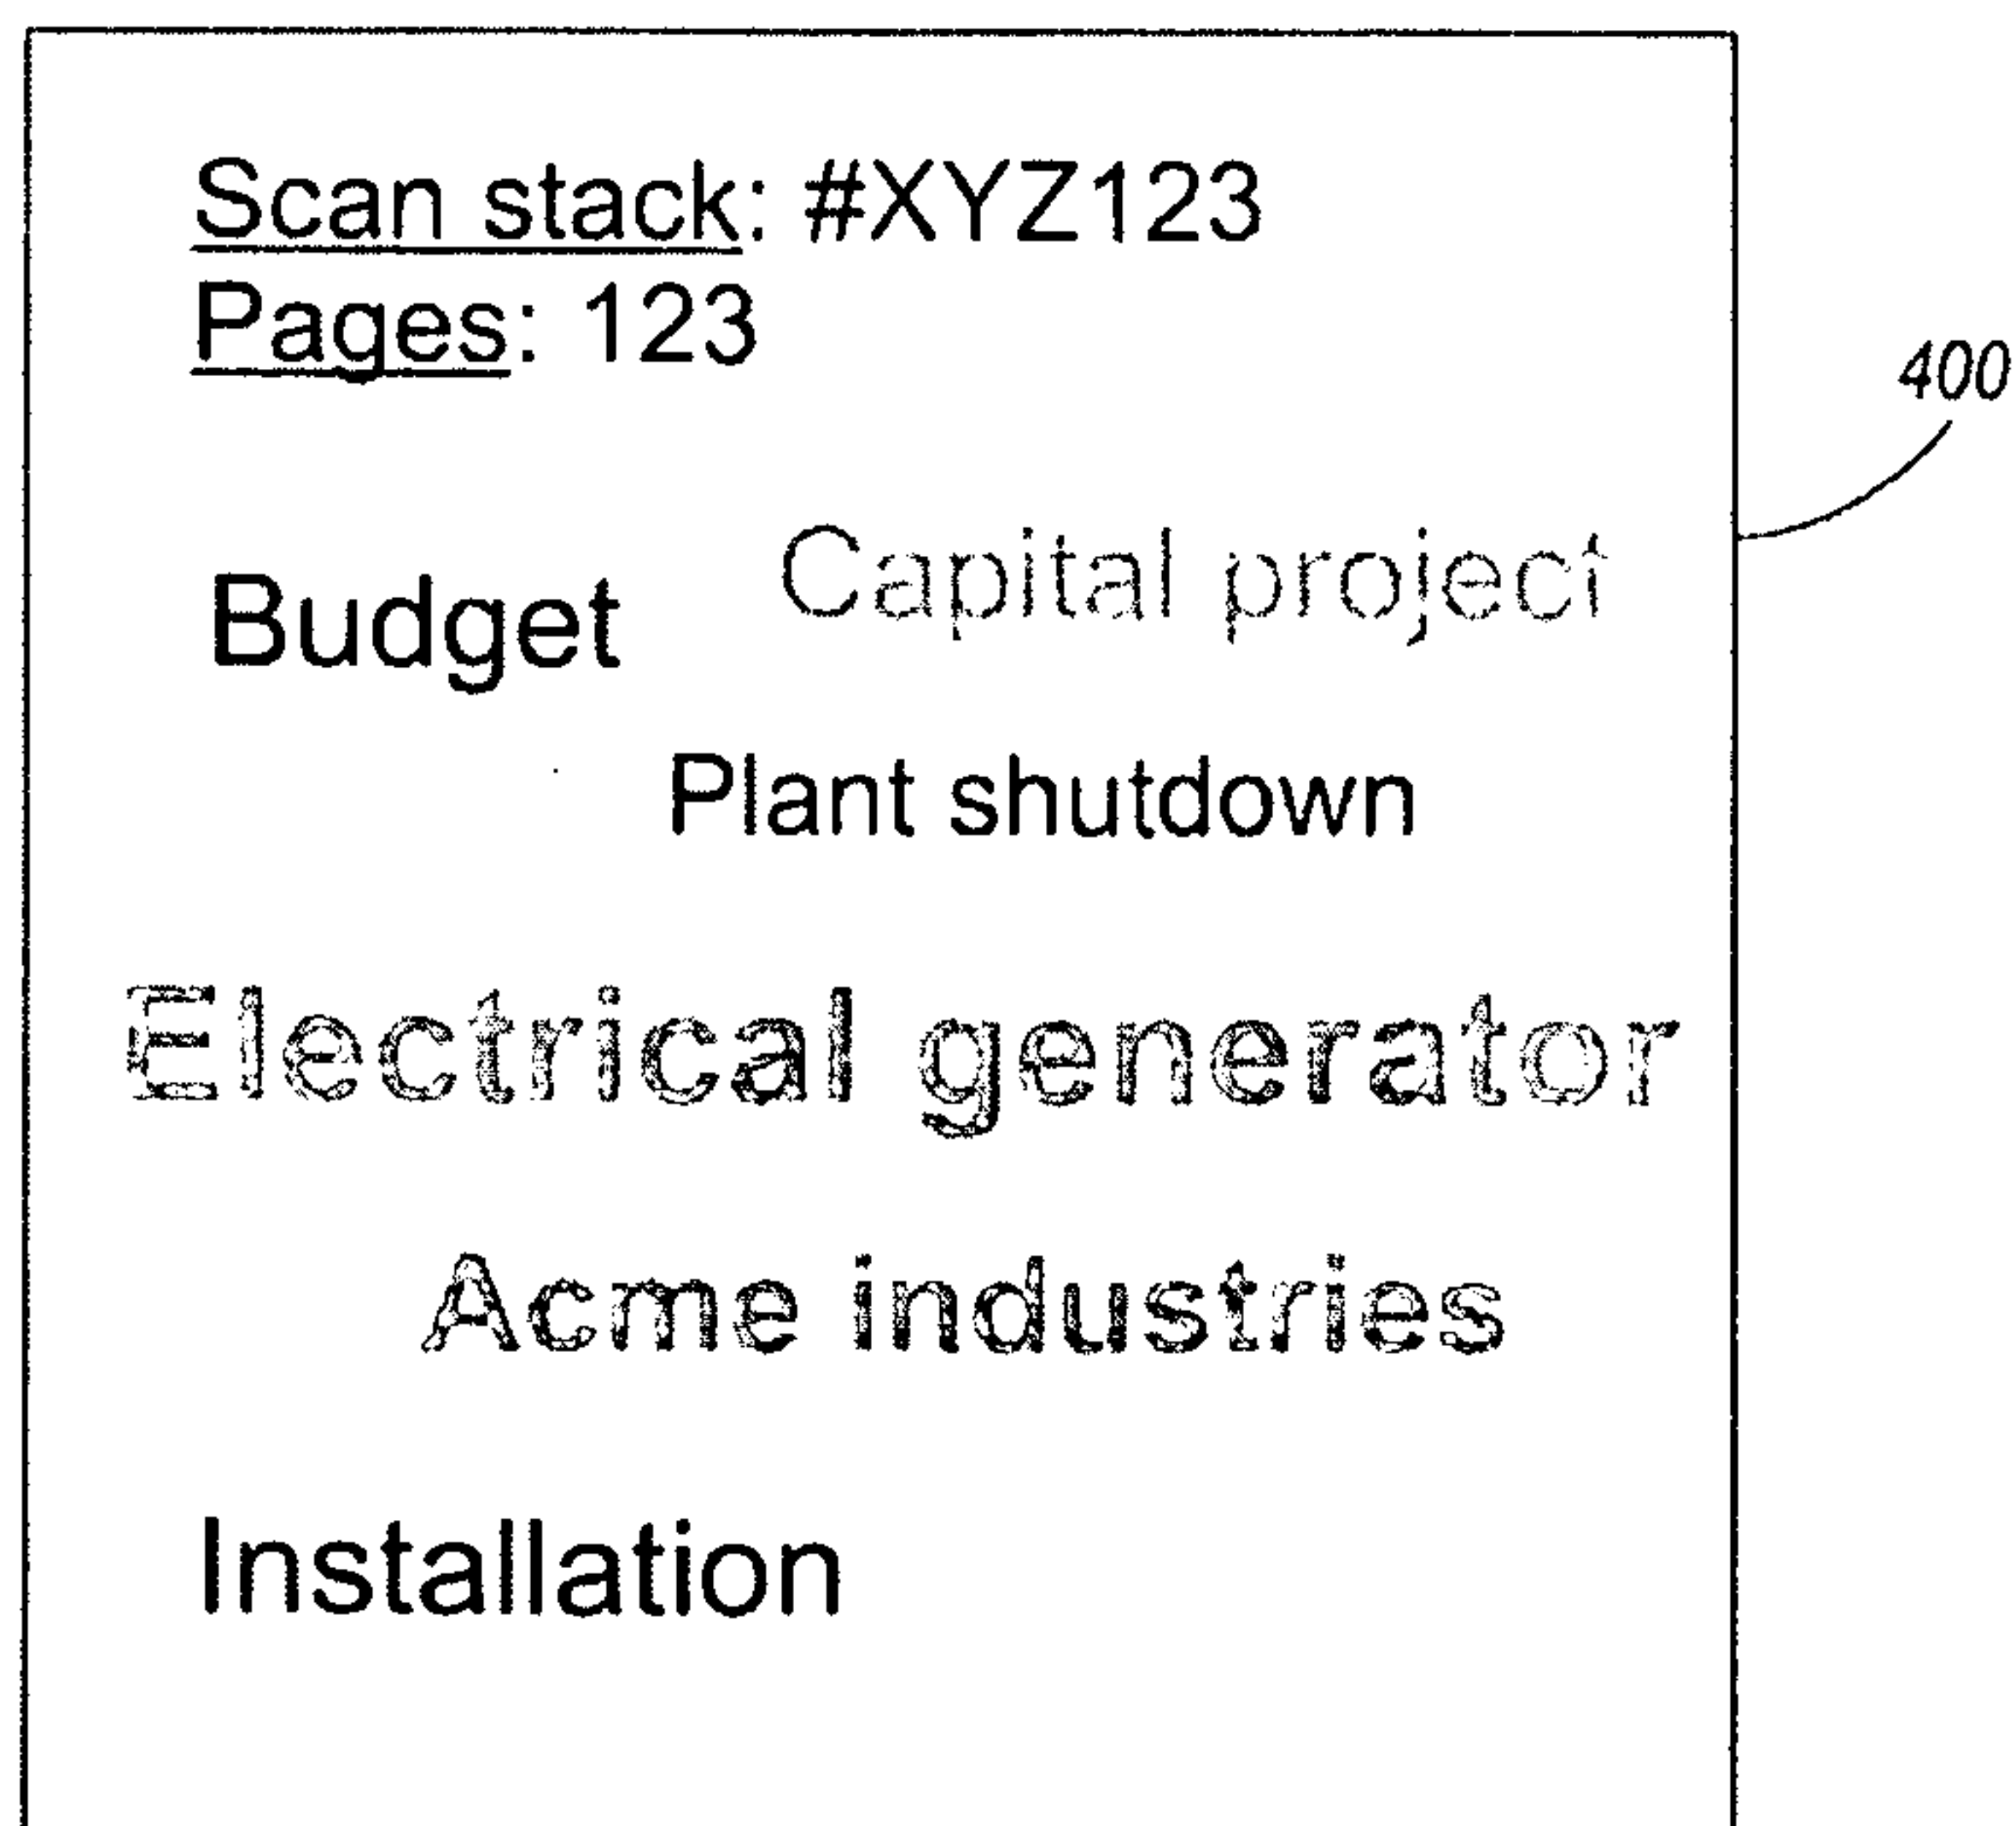 Scan stack: #XYZ123
Pages: 123
400
Capital project
Budget
Plant shutdown
Electrical generator
Acme industries
Installation